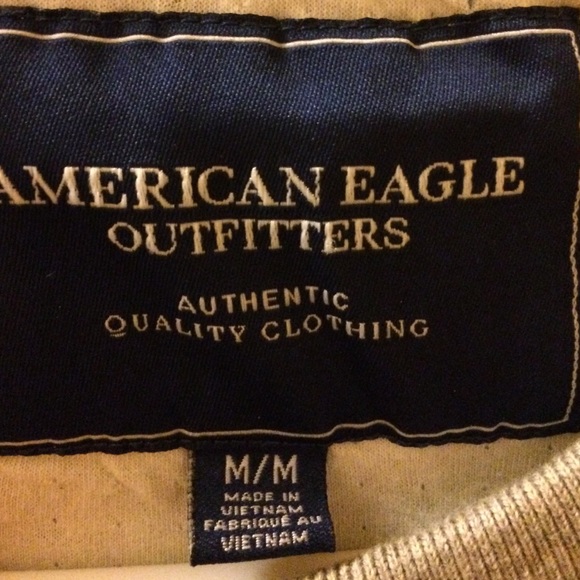 AMERICAN EAGLE
OUTFITTERS
AUTHENTIC
QUALITY CLOTHING
M/M
MADE IN
VIETNAM
FABRIQUÉ AU
VIETNAM